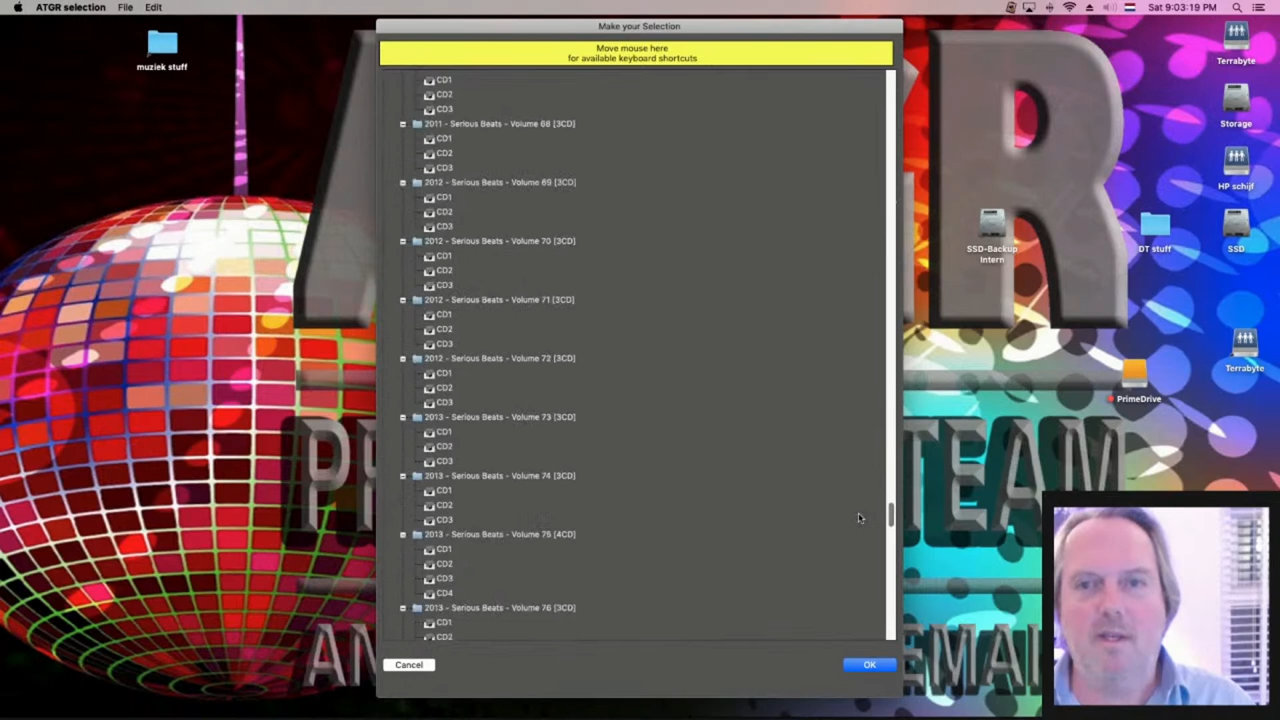 ATGR selection File Edit
Sat 9:03:19 PM
Make your Selection
Move mouse here
for available keyboard shortcuts
CD1
CD2
CD3
2011 - Serious Beats - Volume 68 [3CD]
CD1
CD2
CD3
2012 - Serious Beats - Volume 69 [3CD]
CD1
CD2
CD3
2012 - Serious Beats - Volume 70 [3CD]
CD1
CD2
CD3
2012 - Serious Beats - Volume 71 [3CD]
CD1
CD2
CD3
2012 - Serious Beats - Volume 72 [3CD]
CD1
CD2
CD3
2013 - Serious Beats - Volume 73 [3CD]
CD1
CD2
CD3
2013 - Serious Beats - Volume 74 [3CD]
CD1
CD2
CD3
2013 - Serious Beats - Volume 75 [4CD]
CD1
CD2
CD3
CD4
2013 - Serious Beats - Volume 76 [3CD]
CD1
CD2
Cancel
OK
muziek stuff
Terrabyte
Storage
HP schijf
SSD-Backup
Intern
DT stuff
SSD
Terrabyte
PrimeDrive
A R
TEAM
AN